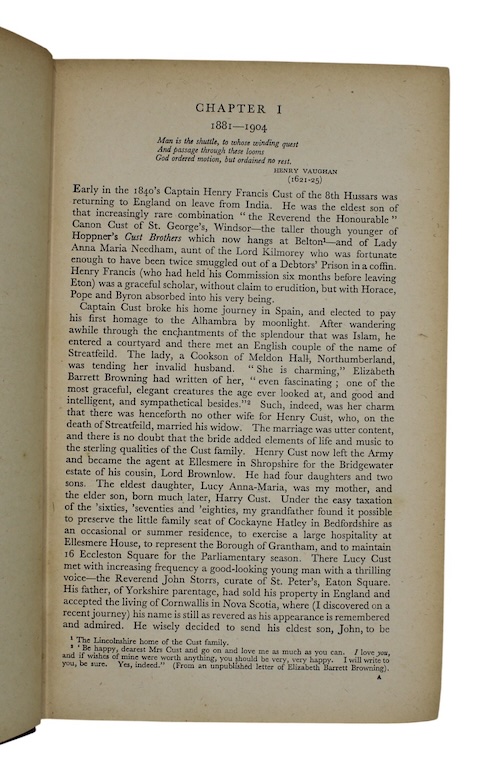 CHAPTER I
1881—1904
Man is the shuttle, to whose winding quest
And passage through these looms
God ordered motion, but ordained no rest.
HENRY VAUGHAN
(1621-25)
Early in the 1840's Captain Henry Francis Cust of the 8th Hussars was
returning to England on leave from India. He was the eldest son of
that increasingly rare combination "the Reverend the Honourable"
Canon Cust of St. George's, Windsor—the taller though younger of
Hoppner's Cust Brothers which now hangs at Belton¹—and of Lady
Anna Maria Needham, aunt of the Lord Kilmorey who was fortunate
enough to have been twice smuggled out of a Debtors' Prison in a coffin.
Henry Francis (who had held his Commission six months before leaving
Eton) was a graceful scholar, without claim to erudition, but with Horace,
Pope and Byron absorbed into his very being.
Captain Cust broke his home journey in Spain, and elected to pay
his first homage to the Alhambra by moonlight. After wandering
awhile through the enchantments of the splendour that was Islam, he
entered a courtyard and there met an English couple of the name of
Streatfeild. The lady, a Cookson of Meldon Hall, Northumberland,
was tending her invalid husband. "She is charming," Elizabeth
Barrett Browning had written of her, "even fascinating; one of the
most graceful, elegant creatures the age ever looked at, and good and
intelligent, and sympathetical besides."² Such, indeed, was her charm
that there was henceforth no other wife for Henry Cust, who, on the
death of Streatfeild, married his widow. The marriage was utter content,
and there is no doubt that the bride added elements of life and music to
the sterling qualities of the Cust family. Henry Cust now left the Army
and became the agent at Ellesmere in Shropshire for the Bridgewater
estate of his cousin, Lord Brownlow. He had four daughters and two
sons. The eldest daughter, Lucy Anna-Maria, was my mother, and
the elder son, born much later, Harry Cust. Under the easy taxation
of the 'sixties, 'seventies and 'eighties, my grandfather found it possible
to preserve the little family seat of Cockayne Hatley in Bedfordshire as
an occasional or summer residence, to exercise a large hospitality at
Ellesmere House, to represent the Borough of Grantham, and to maintain
16 Eccleston Square for the Parliamentary season. There Lucy Cust
met with increasing frequency a good-looking young man with a thrilling
voice—the Reverend John Storrs, curate of St. Peter's, Eaton Square.
His father, of Yorkshire parentage, had sold his property in England and
accepted the living of Cornwallis in Nova Scotia, where (I discovered on a
recent journey) his name is still as revered as his appearance is remembered
and admired. He wisely decided to send his eldest son, John, to be
¹ The Lincolnshire home of the Cust family.
² ' Be happy, dearest Mrs Cust and go on and love me as much as you can. I love you,
and if wishes of mine were worth anything, you should be very, very happy. I will write to
you, be sure. Yes, indeed." (From an unpublished letter of Elizabeth Barrett Browning).
A